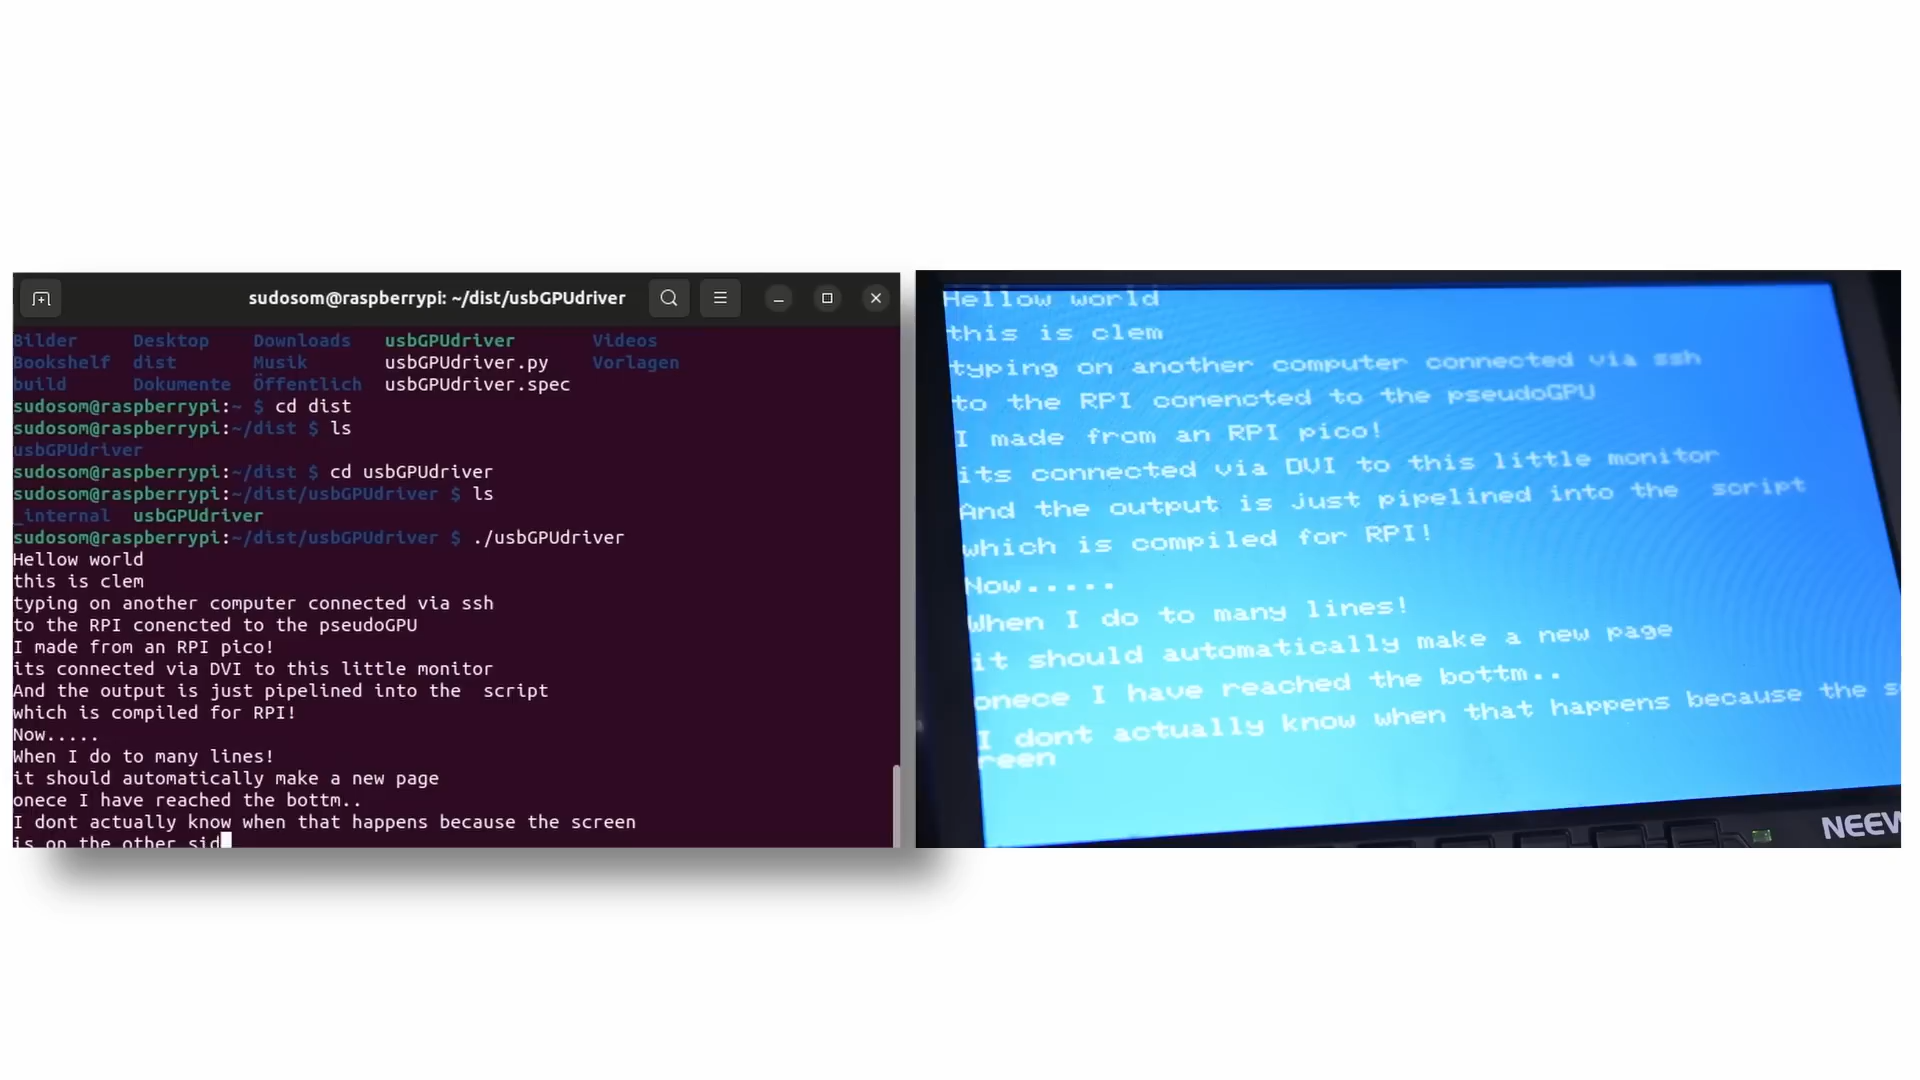 sudosom@raspberrypi: ~/dist/usbGPUdriver
Bilder Desktop Downloads usbGPUdriver Videos
Bookshelf dist Musik usbGPUdriver.py Vorlagen
build Dokumente Öffentlich usbGPUdriver.spec
sudosom@raspberrypi:~ $ cd dist
sudosom@raspberrypi:~/dist $ ls
usbGPUdriver
sudosom@raspberrypi:~/dist $ cd usbGPUdriver
sudosom@raspberrypi:~/dist/usbGPUdriver $ ls
_internal usbGPUdriver
sudosom@raspberrypi:~/dist/usbGPUdriver $ ./usbGPUdriver
Hellow world
this is clem
typing on another computer connected via ssh
to the RPI conencted to the pseudoGPU
I made from an RPI pico!
its connected via DVI to this little monitor
And the output is just pipelined into the  script
which is compiled for RPI!
Now.....
When I do to many lines!
it should automatically make a new page
onece I have reached the bottm..
I dont actually know when that happens because the screen
is on the other sid
Hellow world
this is clem
typing on another computer connected via ssh
to the RPI conencted to the pseudoGPU
I made from an RPI pico!
its connected via DVI to this little monitor
And the output is just pipelined into the  script
which is compiled for RPI!
Now.....
When I do to many lines!
it should automatically make a new page
onece I have reached the bottm..
I dont actually know when that happens because the sc
reen
NEEW